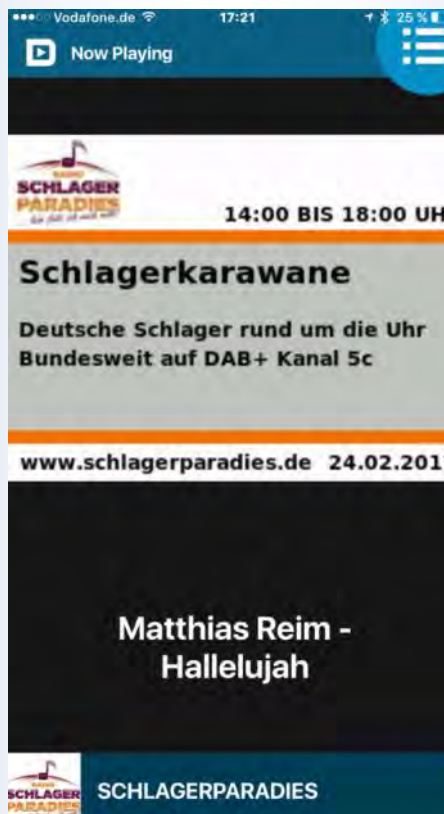 Vodafone.de 17:21 25 %
Now Playing
RADIO
SCHLAGER
PARADIES
14:00 BIS 18:00 UH
Schlagerkarawane
Deutsche Schlager rund um die Uhr
Bundesweit auf DAB+ Kanal 5c
www.schlagerparadies.de 24.02.201
Matthias Reim -
Hallelujah
RADIO
SCHLAGER
PARADIES
SCHLAGERPARADIES